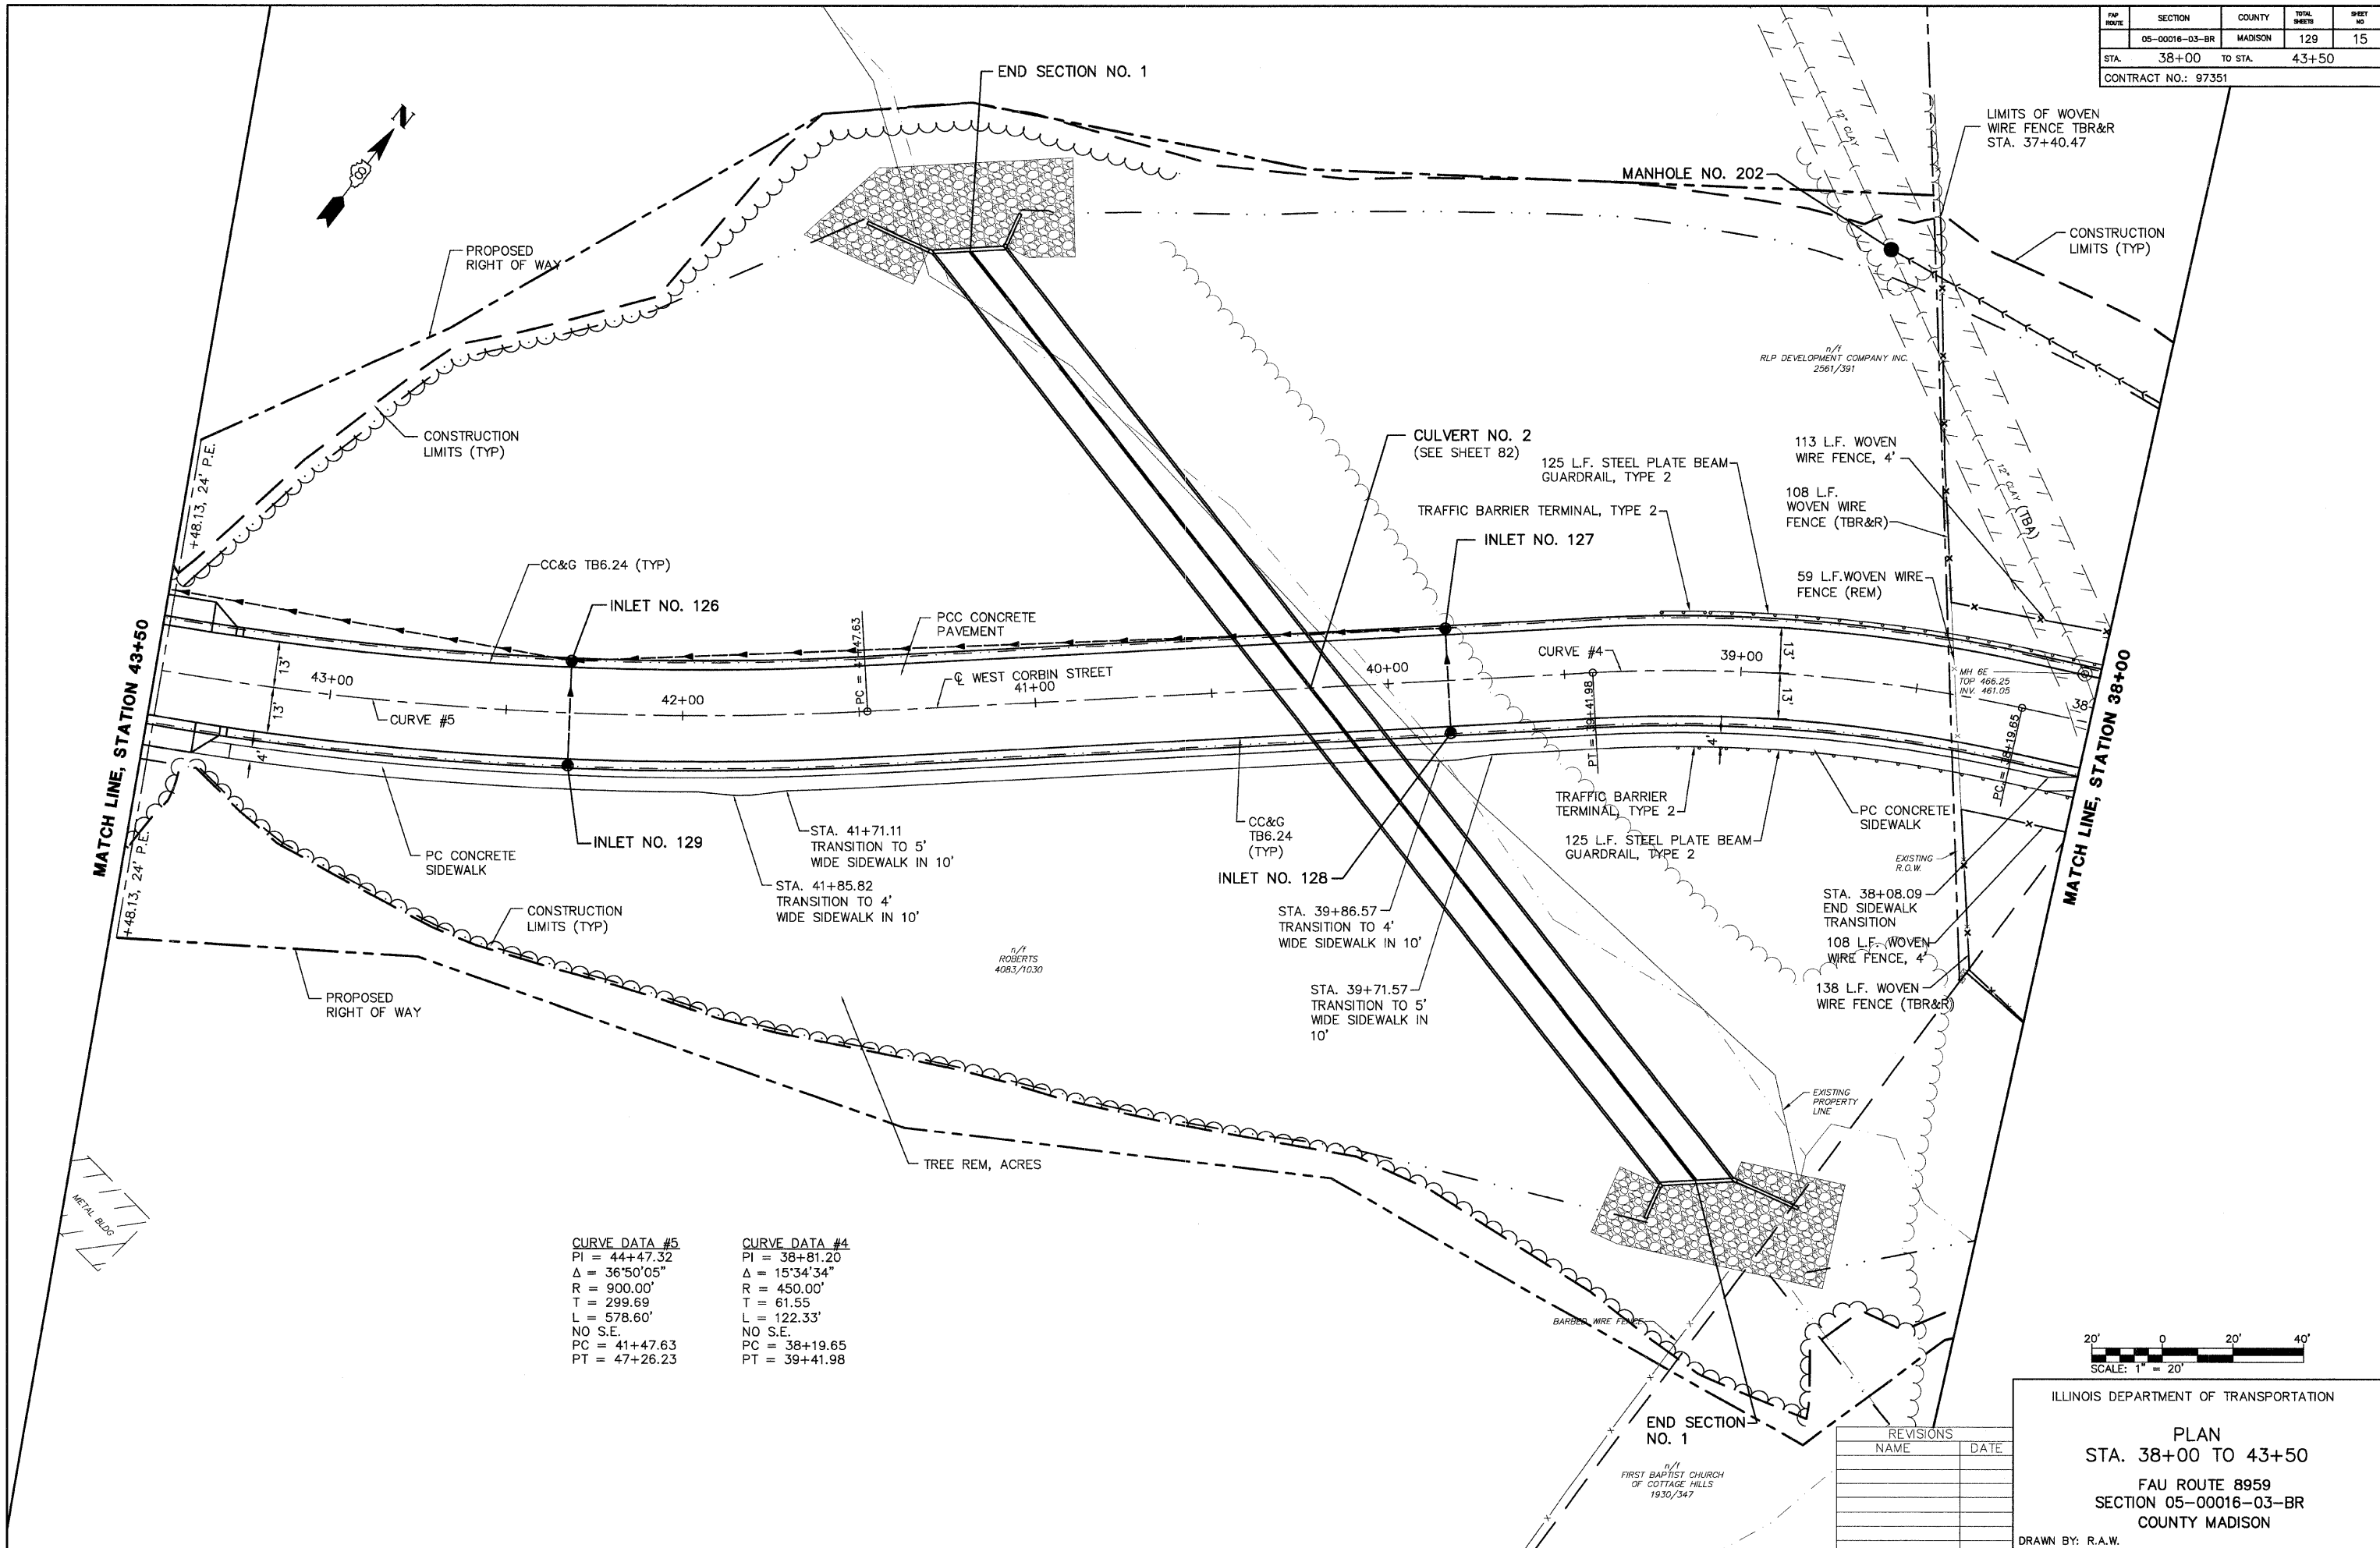 FAP ROUTE
SECTION
COUNTY
TOTAL SHEETS
SHEET NO
05-00016-03-BR
MADISON
129
15
STA. 38+00 TO STA. 43+50
CONTRACT NO.: 97351
END SECTION NO. 1
N
12" CLAY
LIMITS OF WOVEN
WIRE FENCE TBR&R
STA. 37+40.47
MANHOLE NO. 202
CONSTRUCTION
LIMITS (TYP)
PROPOSED
RIGHT OF WAY
n/f
RLP DEVELOPMENT COMPANY INC.
2561/391
CONSTRUCTION
LIMITS (TYP)
+48.13, 24' P.E.
CULVERT NO. 2
(SEE SHEET 82)
125 L.F. STEEL PLATE BEAM
GUARDRAIL, TYPE 2
113 L.F. WOVEN
WIRE FENCE, 4'
12" CLAY (TBA)
108 L.F.
WOVEN WIRE
FENCE (TBR&R)
TRAFFIC BARRIER TERMINAL, TYPE 2
INLET NO. 127
CC&G TB6.24 (TYP)
59 L.F.WOVEN WIRE
FENCE (REM)
INLET NO. 126
PCC CONCRETE
PAVEMENT
MATCH LINE, STATION 43+50
13'
13'
43+00
CURVE #5
42+00
PC = 41+47.63
℄ WEST CORBIN STREET
41+00
40+00
CURVE #4
PT = 39+41.98
39+00
13'
13'
MH 6E
TOP 466.25
INV. 461.05
38
PC = 38+19.65
MATCH LINE, STATION 38+00
4'
4'
INLET NO. 129
PC CONCRETE
SIDEWALK
STA. 41+71.11
TRANSITION TO 5'
WIDE SIDEWALK IN 10'
STA. 41+85.82
TRANSITION TO 4'
WIDE SIDEWALK IN 10'
CC&G
TB6.24
(TYP)
INLET NO. 128
TRAFFIC BARRIER
TERMINAL, TYPE 2
125 L.F. STEEL PLATE BEAM
GUARDRAIL, TYPE 2
PC CONCRETE
SIDEWALK
EXISTING
R.O.W.
STA. 38+08.09
END SIDEWALK
TRANSITION
108 L.F. WOVEN
WIRE FENCE, 4'
138 L.F. WOVEN
WIRE FENCE (TBR&R)
STA. 39+86.57
TRANSITION TO 4'
WIDE SIDEWALK IN 10'
STA. 39+71.57
TRANSITION TO 5'
WIDE SIDEWALK IN
10'
+48.13, 24' P.E.
CONSTRUCTION
LIMITS (TYP)
n/f
ROBERTS
4083/1030
PROPOSED
RIGHT OF WAY
EXISTING
PROPERTY
LINE
TREE REM, ACRES
METAL BLDG
CURVE DATA #5
PI = 44+47.32
Δ = 36°50'05"
R = 900.00'
T = 299.69
L = 578.60'
NO S.E.
PC = 41+47.63
PT = 47+26.23
CURVE DATA #4
PI = 38+81.20
Δ = 15°34'34"
R = 450.00'
T = 61.55
L = 122.33'
NO S.E.
PC = 38+19.65
PT = 39+41.98
BARBED WIRE FENCE
END SECTION
NO. 1
n/f
FIRST BAPTIST CHURCH
OF COTTAGE HILLS
1930/347
20' 0 20' 40'
SCALE: 1" = 20'
REVISIONS
NAME DATE
ILLINOIS DEPARTMENT OF TRANSPORTATION
PLAN
STA. 38+00 TO 43+50
FAU ROUTE 8959
SECTION 05-00016-03-BR
COUNTY MADISON
DRAWN BY: R.A.W.